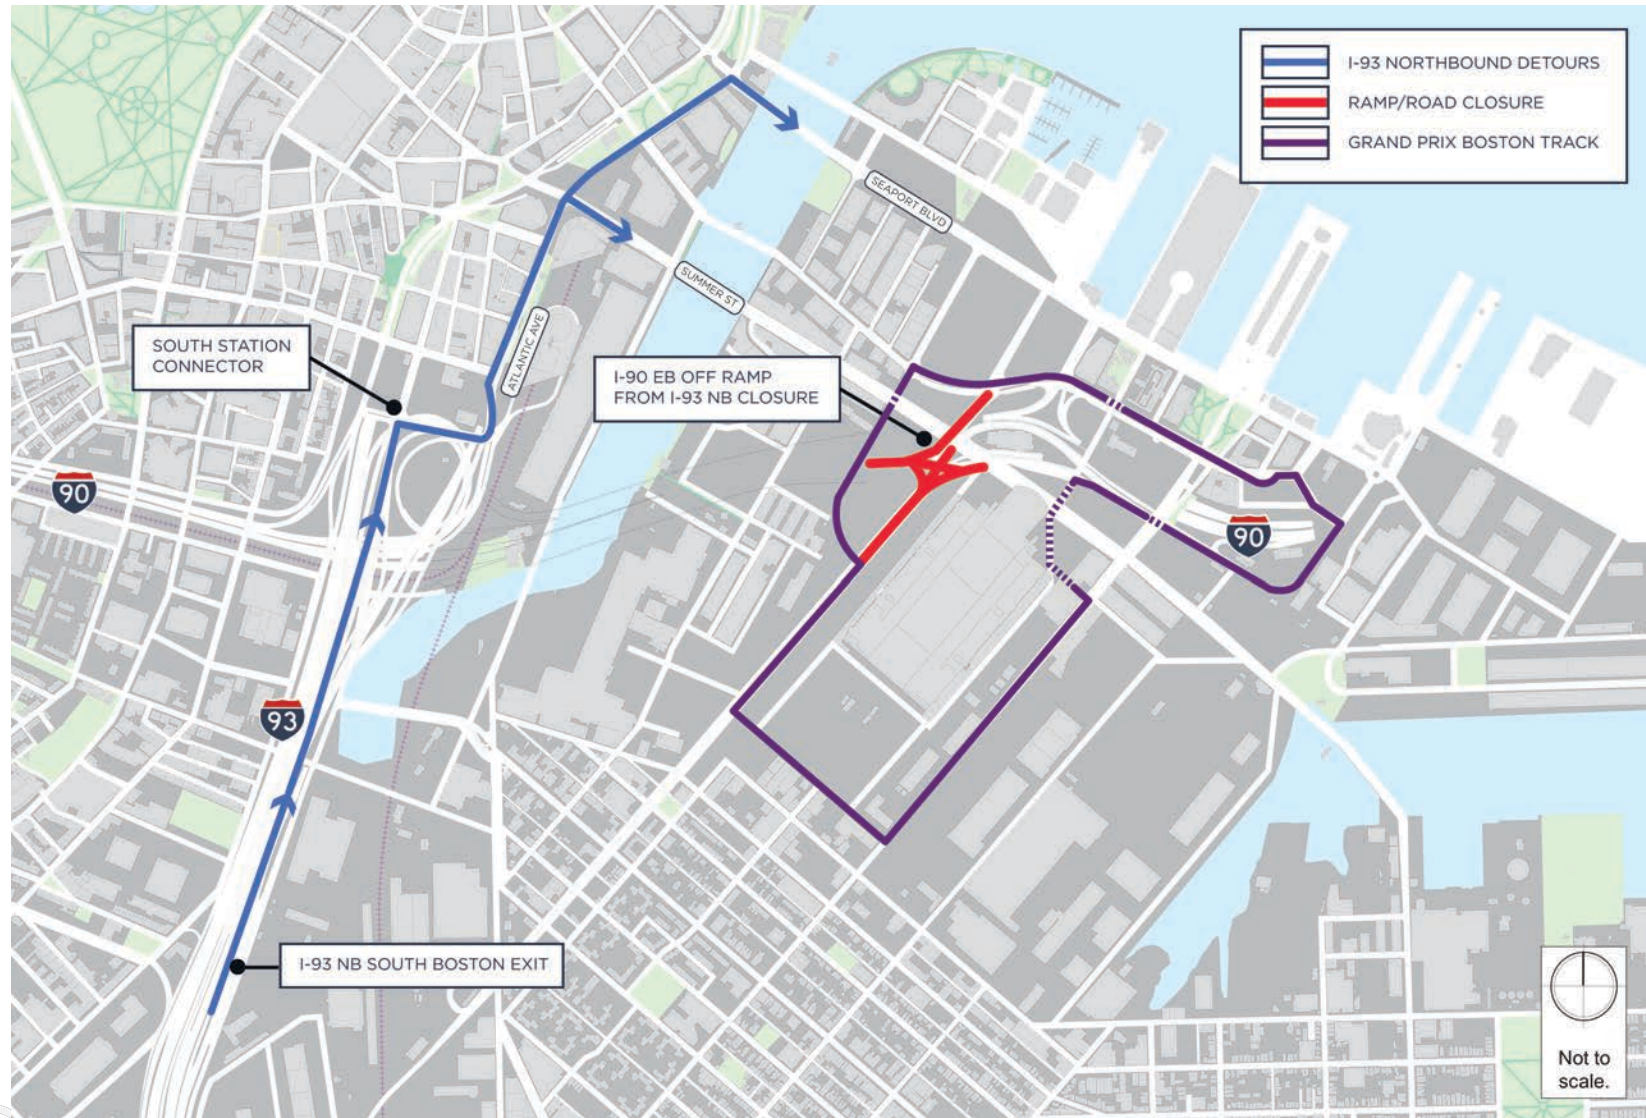 I-93 NORTHBOUND DETOURS
RAMP/ROAD CLOSURE
GRAND PRIX BOSTON TRACK
SEAPORT BLVD
SUMMER ST
ATLANTIC AVE
SOUTH STATION
CONNECTOR
I-90 EB OFF RAMP
FROM I-93 NB CLOSURE
90
90
93
I-93 NB SOUTH BOSTON EXIT
Not to
scale.